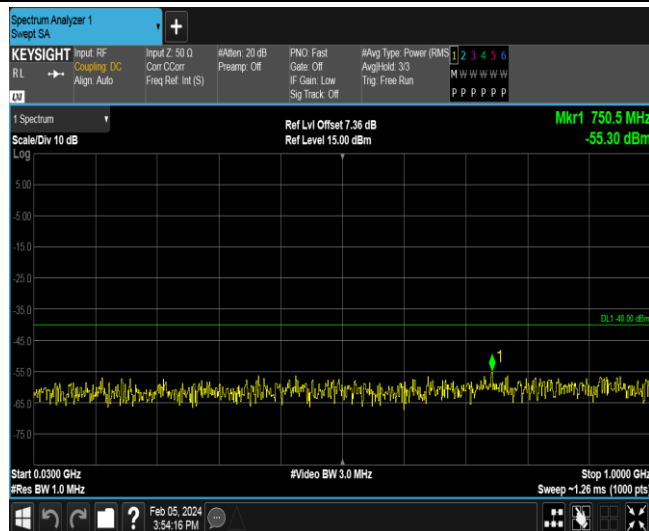 Spectrum Analyzer 1
Swept SA
+
KEYSIGHT
RL
LXI
Input: RF
Coupling: DC
Align: Auto
Input Z: 50 Ω
Corr CCorr
Freq Ref: Int (S)
#Atten: 20 dB
Preamp: Off
PNO: Fast
Gate: Off
IF Gain: Low
Sig Track: Off
#Avg Type: Power (RMS
Avg|Hold: 3/3
Trig: Free Run
1 2 3 4 5 6
M W W W W W
P P P P P P
1 Spectrum
Scale/Div 10 dB
Log
Ref Lvl Offset 7.36 dB
Ref Level 15.00 dBm
Mkr1 750.5 MHz
-55.30 dBm
5.00
-5.00
-15.0
-25.0
-35.0
DL1 -40.00 dBm
-45.0
1
-55.0
-65.0
-75.0
Start 0.0300 GHz
#Res BW 1.0 MHz
#Video BW 3.0 MHz
Stop 1.0000 GHz
Sweep ~1.26 ms (1000 pts)
?
Feb 05, 2024
3:54:16 PM